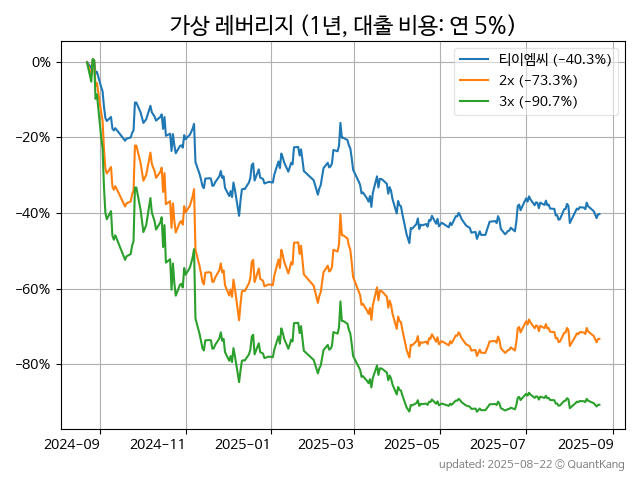 가상 레버리지 (1년, 대출 비용: 연 5%)
티이엠씨 (−40.3%)
2x (−73.3%)
3x (−90.7%)
0%
−20%
−40%
−60%
−80%
2024-09 2024-11 2025-01 2025-03 2025-05 2025-07 2025-09
updated: 2025-08-22 © QuantKang